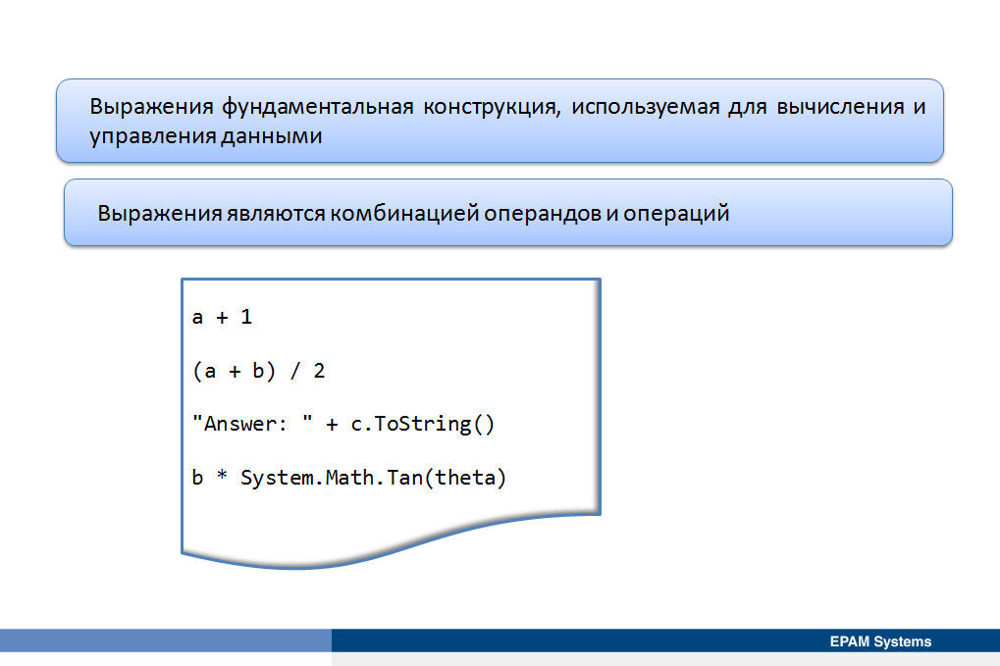 Выражения фундаментальная конструкция, используемая для вычисления и
управления данными
Выражения являются комбинацией операндов и операций
a + 1
(a + b) / 2
"Answer: " + c.ToString()
b * System.Math.Tan(theta)
EPAM Systems